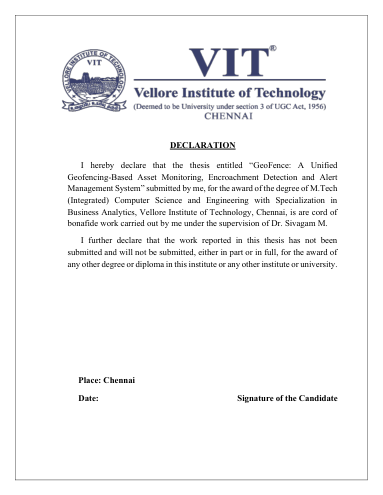 VELLORE INSTITUTE OF TECHNOLOGY
VIT
VIT®
Vellore Institute of Technology
(Deemed to be University under section 3 of UGC Act, 1956)
CHENNAI
DECLARATION
I hereby declare that the thesis entitled “GeoFence: A Unified
Geofencing-Based Asset Monitoring, Encroachment Detection and Alert
Management System” submitted by me, for the award of the degree of M.Tech
(Integrated) Computer Science and Engineering with Specialization in
Business Analytics, Vellore Institute of Technology, Chennai, is are cord of
bonafide work carried out by me under the supervision of Dr. Sivagam M.
I further declare that the work reported in this thesis has not been
submitted and will not be submitted, either in part or in full, for the award of
any other degree or diploma in this institute or any other institute or university.
Place: Chennai
Date: Signature of the Candidate